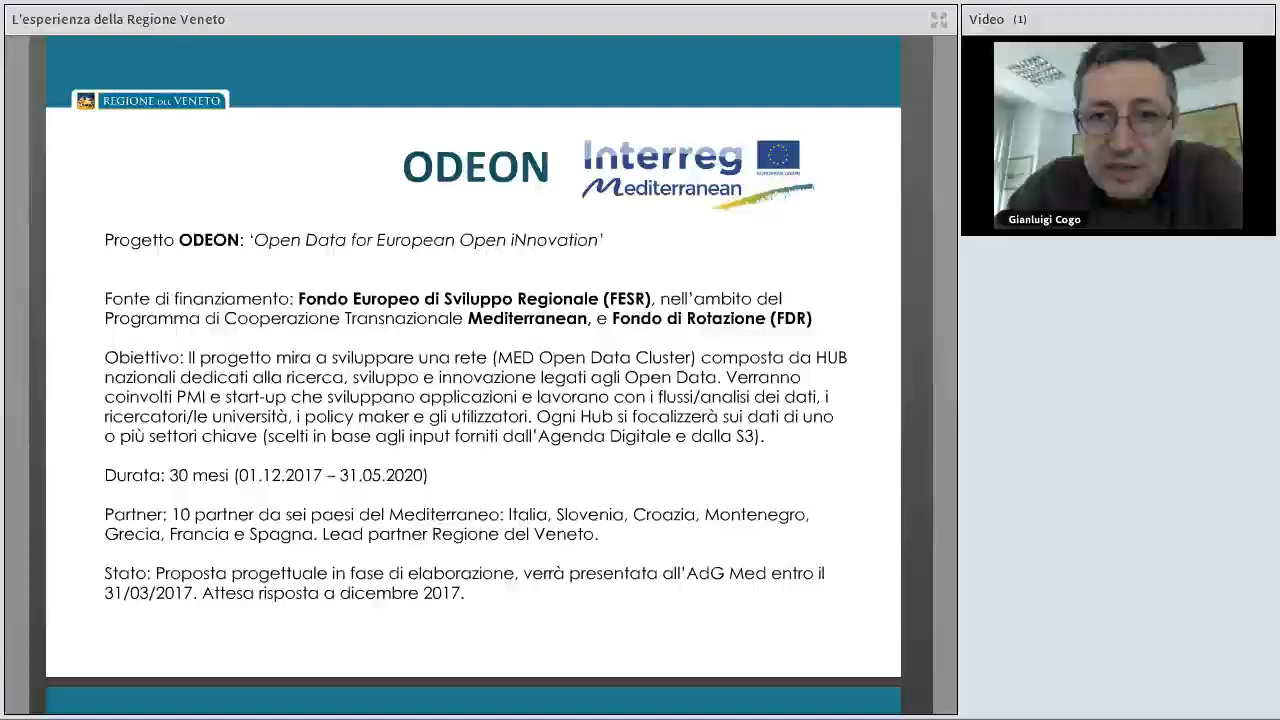 L'esperienza della Regione Veneto
Video (1)
REGIONE DEL VENETO
ODEON
Interreg
Mediterranean
EUROPEAN UNION
Gianluigi Cogo
Progetto ODEON: ‘Open Data for European Open iNnovation’
Fonte di finanziamento: Fondo Europeo di Sviluppo Regionale (FESR), nell’ambito del
Programma di Cooperazione Transnazionale Mediterranean, e Fondo di Rotazione (FDR)
Obiettivo: Il progetto mira a sviluppare una rete (MED Open Data Cluster) composta da HUB
nazionali dedicati alla ricerca, sviluppo e innovazione legati agli Open Data. Verranno
coinvolti PMI e start-up che sviluppano applicazioni e lavorano con i flussi/analisi dei dati, i
ricercatori/le università, i policy maker e gli utilizzatori. Ogni Hub si focalizzerà sui dati di uno
o più settori chiave (scelti in base agli input forniti dall’Agenda Digitale e dalla S3).
Durata: 30 mesi (01.12.2017 – 31.05.2020)
Partner: 10 partner da sei paesi del Mediterraneo: Italia, Slovenia, Croazia, Montenegro,
Grecia, Francia e Spagna. Lead partner Regione del Veneto.
Stato: Proposta progettuale in fase di elaborazione, verrà presentata all’AdG Med entro il
31/03/2017. Attesa risposta a dicembre 2017.